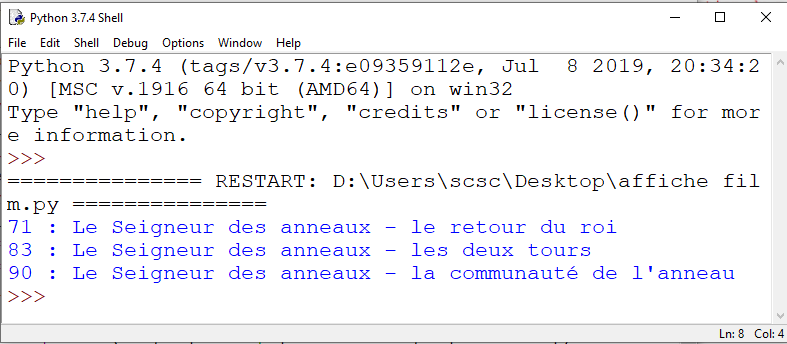 Python 3.7.4 Shell
File Edit Shell Debug Options Window Help
Python 3.7.4 (tags/v3.7.4:e09359112e, Jul  8 2019, 20:34:2
0) [MSC v.1916 64 bit (AMD64)] on win32
Type "help", "copyright", "credits" or "license()" for mor
e information.
>>>
=============== RESTART: D:\Users\scsc\Desktop\affiche fil
m.py ===============
71 : Le Seigneur des anneaux - le retour du roi
83 : Le Seigneur des anneaux - les deux tours
90 : Le Seigneur des anneaux - la communauté de l'anneau
>>>
Ln: 8 Col: 4